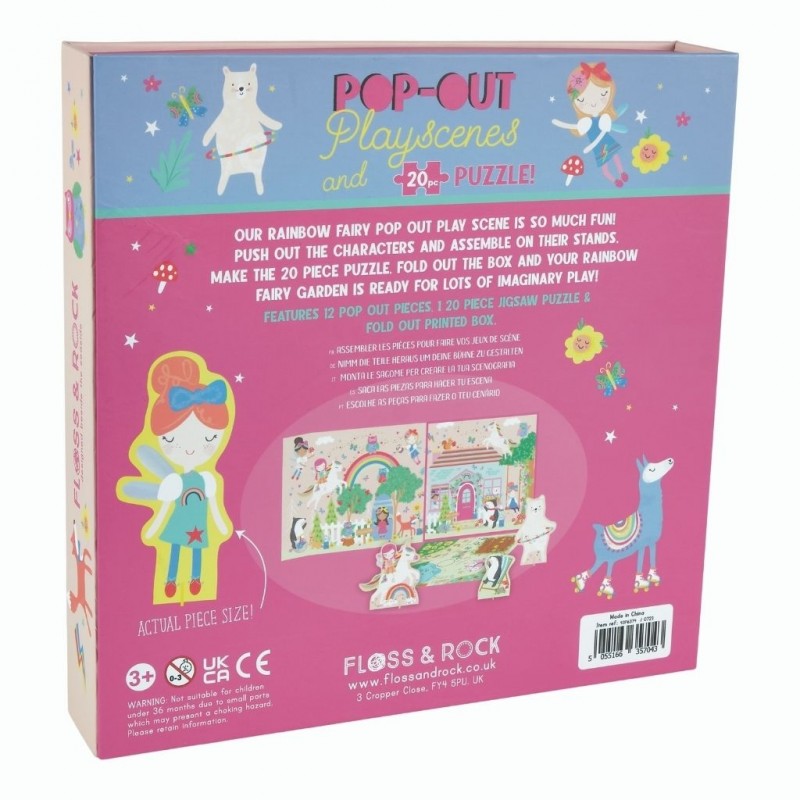 POP-OUT
Playscenes
and 20pc PUZZLE!
OUR RAINBOW FAIRY POP OUT PLAY SCENE IS SO MUCH FUN!
PUSH OUT THE CHARACTERS AND ASSEMBLE ON THEIR STANDS.
MAKE THE 20 PIECE PUZZLE, FOLD OUT THE BOX AND YOUR RAINBOW
FAIRY GARDEN IS READY FOR LOTS OF IMAGINARY PLAY!
FEATURES 12 POP OUT PIECES, 1 20 PIECE JIGSAW PUZZLE &
FOLD OUT PRINTED BOX.
FR ASSEMBLER LES PIÈCES POUR FAIRE VOS JEUX DE SCÈNE
DE NIMM DIE TEILE HERAUS UM DEINE BÜHNE ZU GESTALTEN
IT MONTA LE SAGOME PER CREARE LA TUA SCENOGRAFIA
ES SACA LAS PIEZAS PARA HACER TU ESCENA
PT ESCOLHE AS PEÇAS PARA FAZER O TEU CENÁRIO
FLOSS & ROCK
ACTUAL PIECE SIZE!
3+
0-3
UK
CA
CE
WARNING: Not suitable for children
under 36 months due to small parts
which may present a choking hazard.
Please retain information.
FLOSS & ROCK
www.flossandrock.co.uk
3 Cropper Close, FY4 5PU. UK
Made in China
Item ref:
5 055166 357043